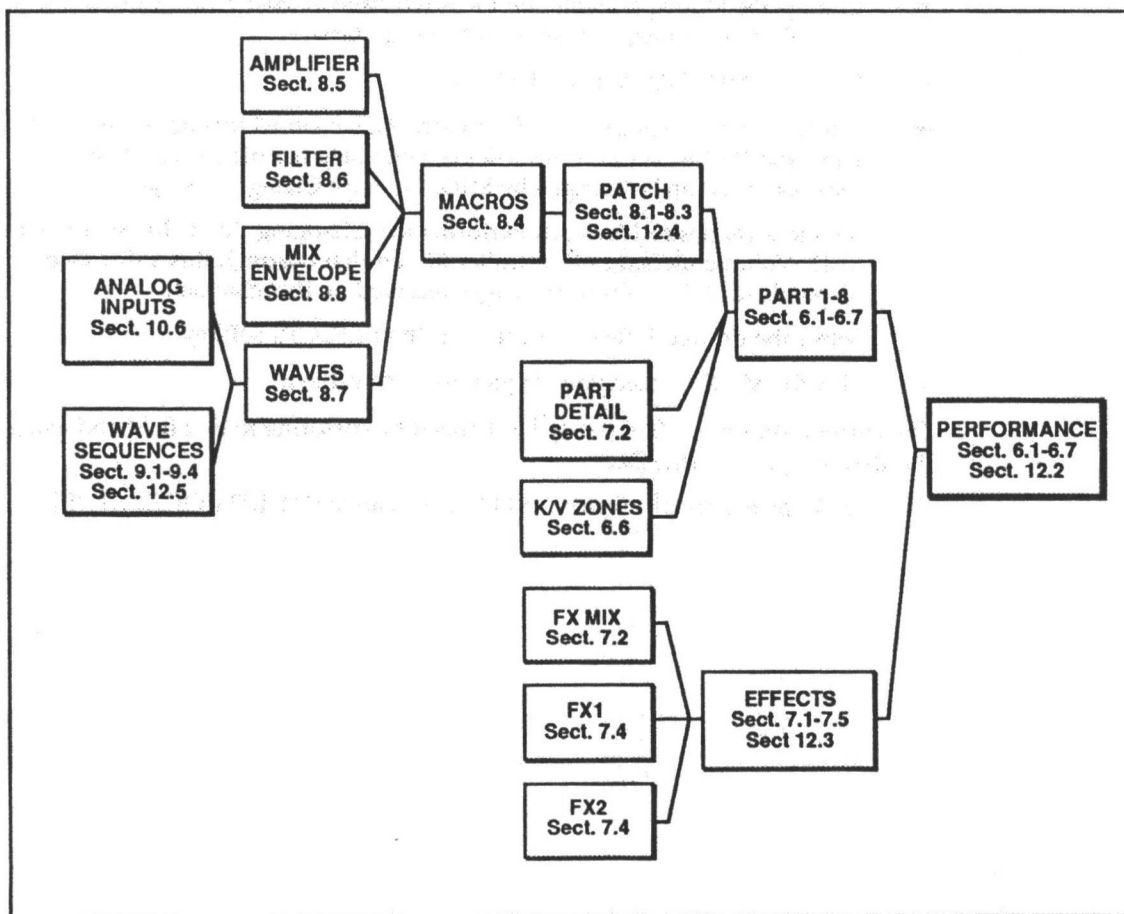 AMPLIFIER
Sect. 8.5
FILTER
Sect. 8.6
MIX
ENVELOPE
Sect. 8.8
ANALOG
INPUTS
Sect. 10.6
WAVES
Sect. 8.7
WAVE
SEQUENCES
Sect. 9.1-9.4
Sect. 12.5
MACROS
Sect. 8.4
PATCH
Sect. 8.1-8.3
Sect. 12.4
PART 1-8
Sect. 6.1-6.7
PART
DETAIL
Sect. 7.2
K/V ZONES
Sect. 6.6
PERFORMANCE
Sect. 6.1-6.7
Sect. 12.2
FX MIX
Sect. 7.2
FX1
Sect. 7.4
FX2
Sect. 7.4
EFFECTS
Sect. 7.1-7.5
Sect 12.3